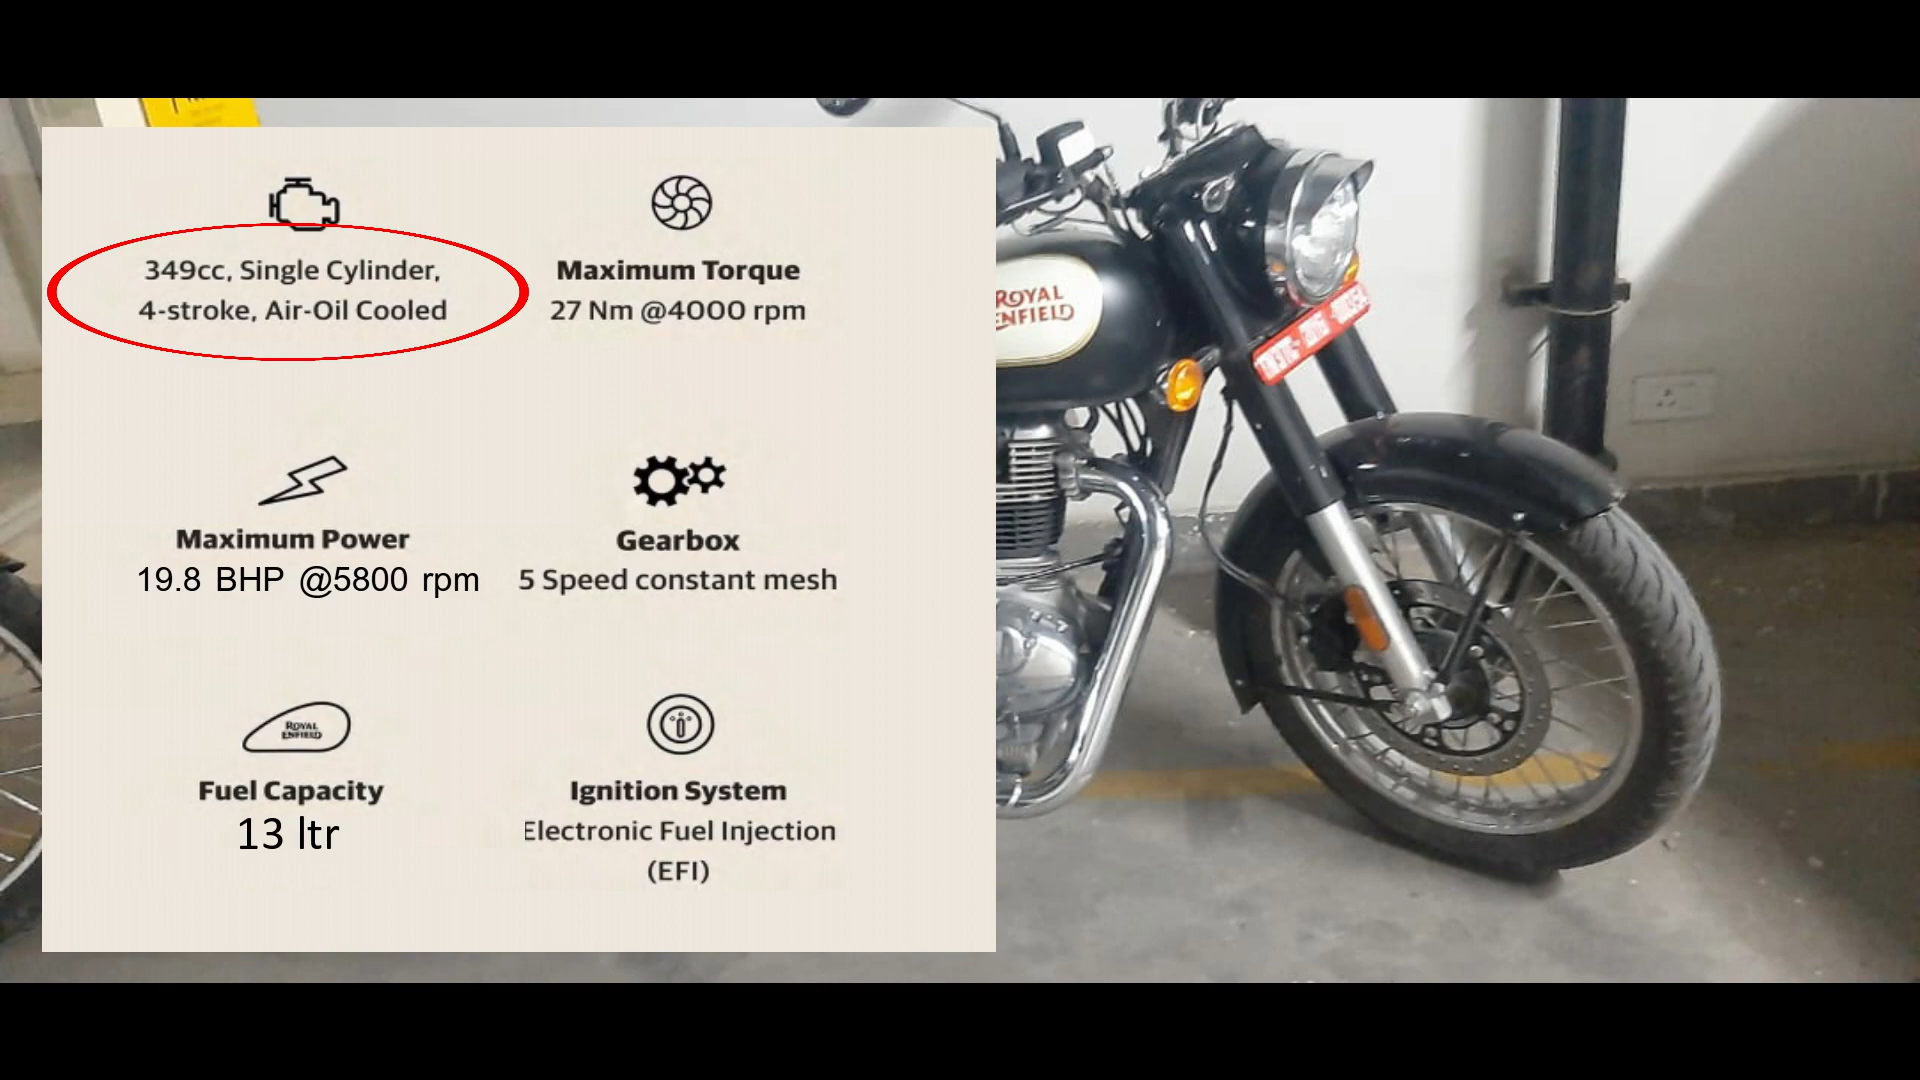 349cc, Single Cylinder,
4-stroke, Air-Oil Cooled
Maximum Torque
27 Nm @4000 rpm
Maximum Power
19.8 BHP @5800 rpm
Gearbox
5 Speed constant mesh
ROYAL
ENFIELD
Fuel Capacity
13 ltr
Ignition System
Electronic Fuel Injection
(EFI)
ROYAL
ENFIELD